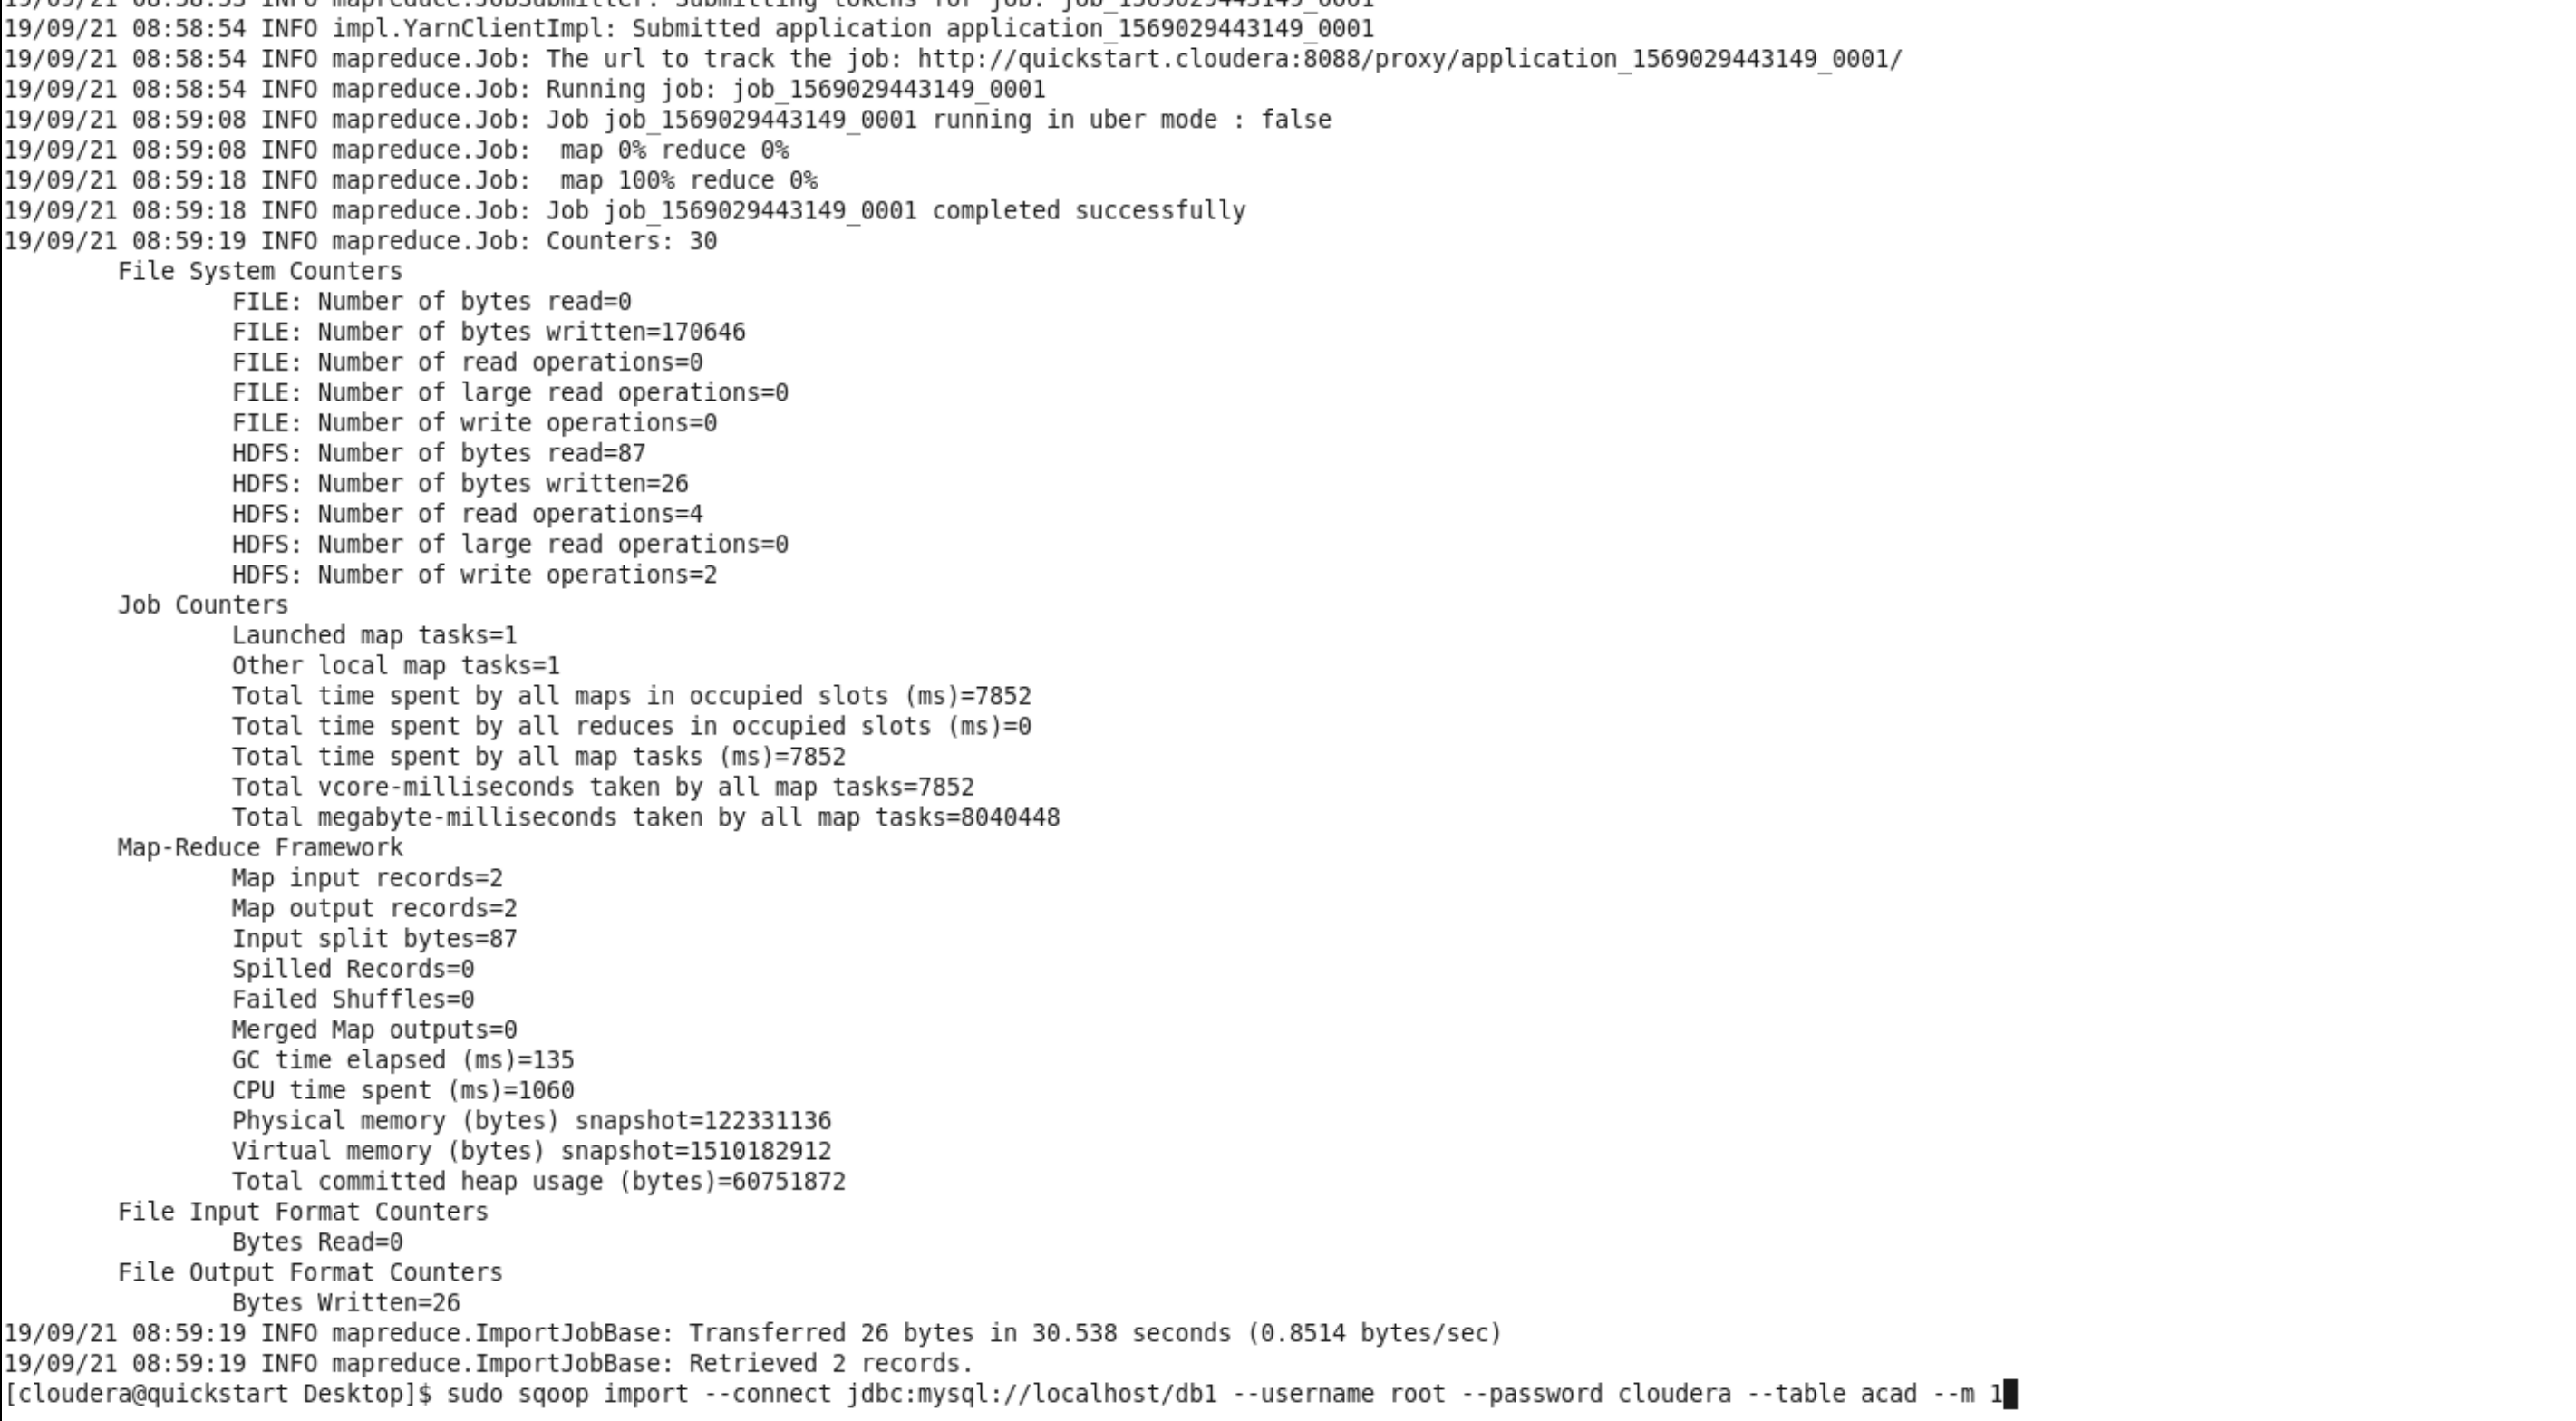 19/09/21 08:58:53 INFO mapreduce.JobSubmitter: Submitting tokens for job: job_1569029443149_0001
19/09/21 08:58:54 INFO impl.YarnClientImpl: Submitted application application_1569029443149_0001
19/09/21 08:58:54 INFO mapreduce.Job: The url to track the job: http://quickstart.cloudera:8088/proxy/application_1569029443149_0001/
19/09/21 08:58:54 INFO mapreduce.Job: Running job: job_1569029443149_0001
19/09/21 08:59:08 INFO mapreduce.Job: Job job_1569029443149_0001 running in uber mode : false
19/09/21 08:59:08 INFO mapreduce.Job:  map 0% reduce 0%
19/09/21 08:59:18 INFO mapreduce.Job:  map 100% reduce 0%
19/09/21 08:59:18 INFO mapreduce.Job: Job job_1569029443149_0001 completed successfully
19/09/21 08:59:19 INFO mapreduce.Job: Counters: 30
File System Counters
FILE: Number of bytes read=0
FILE: Number of bytes written=170646
FILE: Number of read operations=0
FILE: Number of large read operations=0
FILE: Number of write operations=0
HDFS: Number of bytes read=87
HDFS: Number of bytes written=26
HDFS: Number of read operations=4
HDFS: Number of large read operations=0
HDFS: Number of write operations=2
Job Counters
Launched map tasks=1
Other local map tasks=1
Total time spent by all maps in occupied slots (ms)=7852
Total time spent by all reduces in occupied slots (ms)=0
Total time spent by all map tasks (ms)=7852
Total vcore-milliseconds taken by all map tasks=7852
Total megabyte-milliseconds taken by all map tasks=8040448
Map-Reduce Framework
Map input records=2
Map output records=2
Input split bytes=87
Spilled Records=0
Failed Shuffles=0
Merged Map outputs=0
GC time elapsed (ms)=135
CPU time spent (ms)=1060
Physical memory (bytes) snapshot=122331136
Virtual memory (bytes) snapshot=1510182912
Total committed heap usage (bytes)=60751872
File Input Format Counters
Bytes Read=0
File Output Format Counters
Bytes Written=26
19/09/21 08:59:19 INFO mapreduce.ImportJobBase: Transferred 26 bytes in 30.538 seconds (0.8514 bytes/sec)
19/09/21 08:59:19 INFO mapreduce.ImportJobBase: Retrieved 2 records.
[cloudera@quickstart Desktop]$ sudo sqoop import --connect jdbc:mysql://localhost/db1 --username root --password cloudera --table acad --m 1